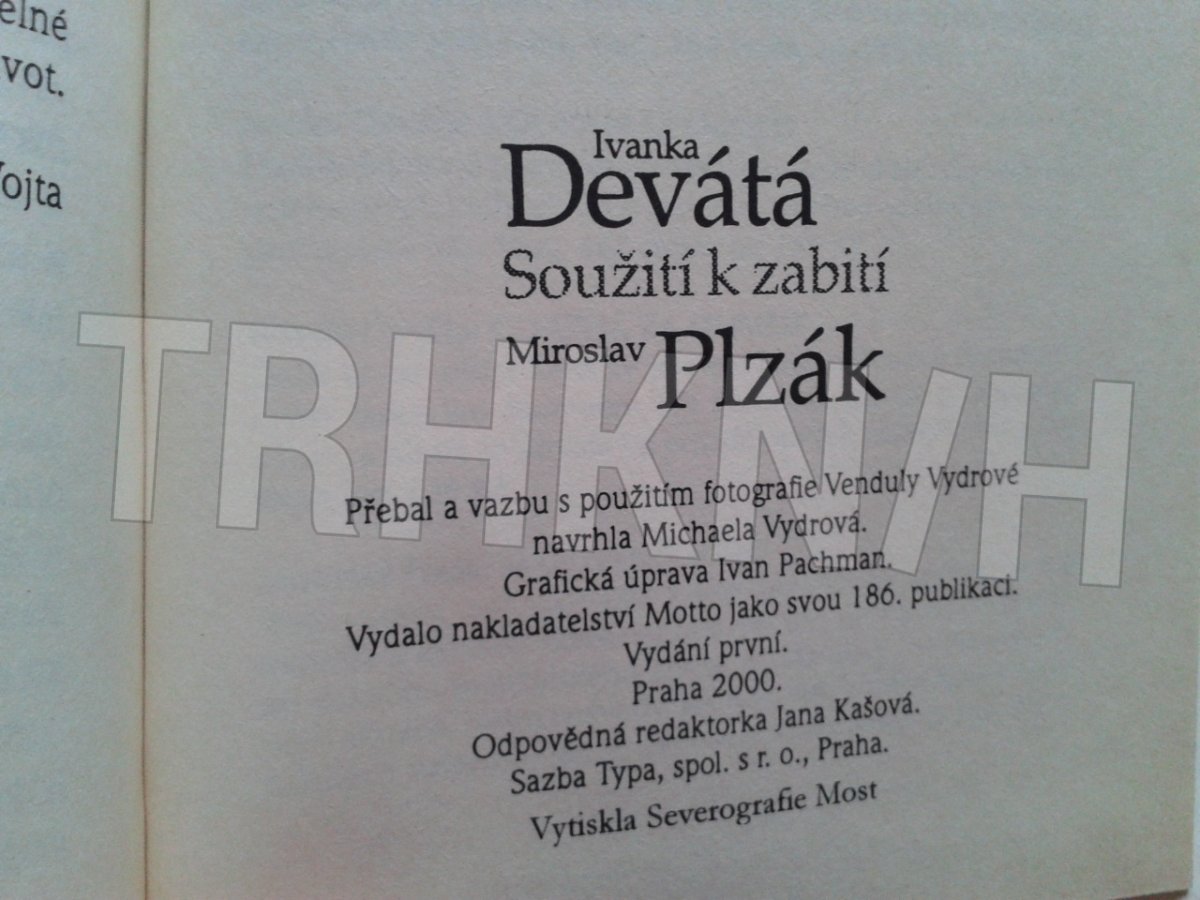 elné
vot.
Vojta
Ivanka
Devátá
Soužití k zabití
Miroslav Plzák
Přebal a vazbu s použitím fotografie Venduly Vydrové
navrhla Michaela Vydrová.
Grafická úprava Ivan Pachman.
Vydalo nakladatelství Motto jako svou 186. publikaci.
Vydání první.
Praha 2000.
Odpovědná redaktorka Jana Kašová.
Sazba Typa, spol. s r. o., Praha.
Vytiskla Severografie Most
TRHKNIH